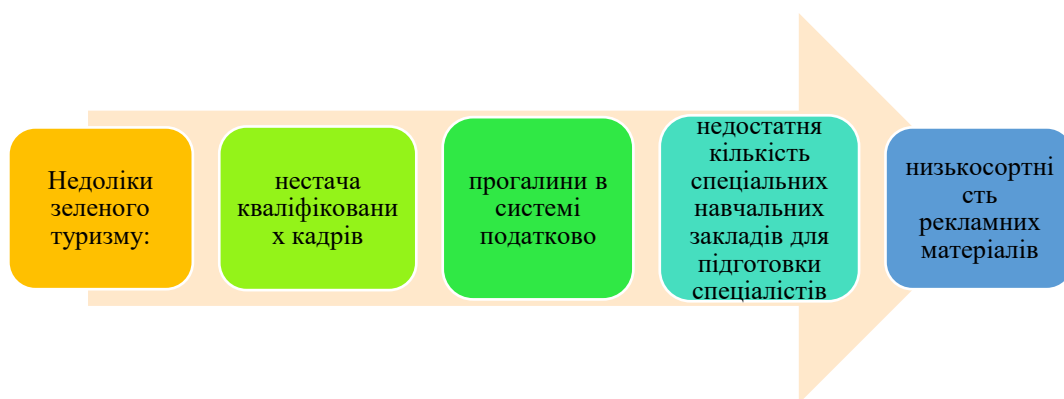 Недоліки
зеленого
туризму:
нестача
кваліфіковани
х кадрів
прогалини в
системі
податково
недостатня
кількість
спеціальних
навчальних
закладів для
підготовки
спеціалістів
низькосортні
сть
рекламних
матеріалів